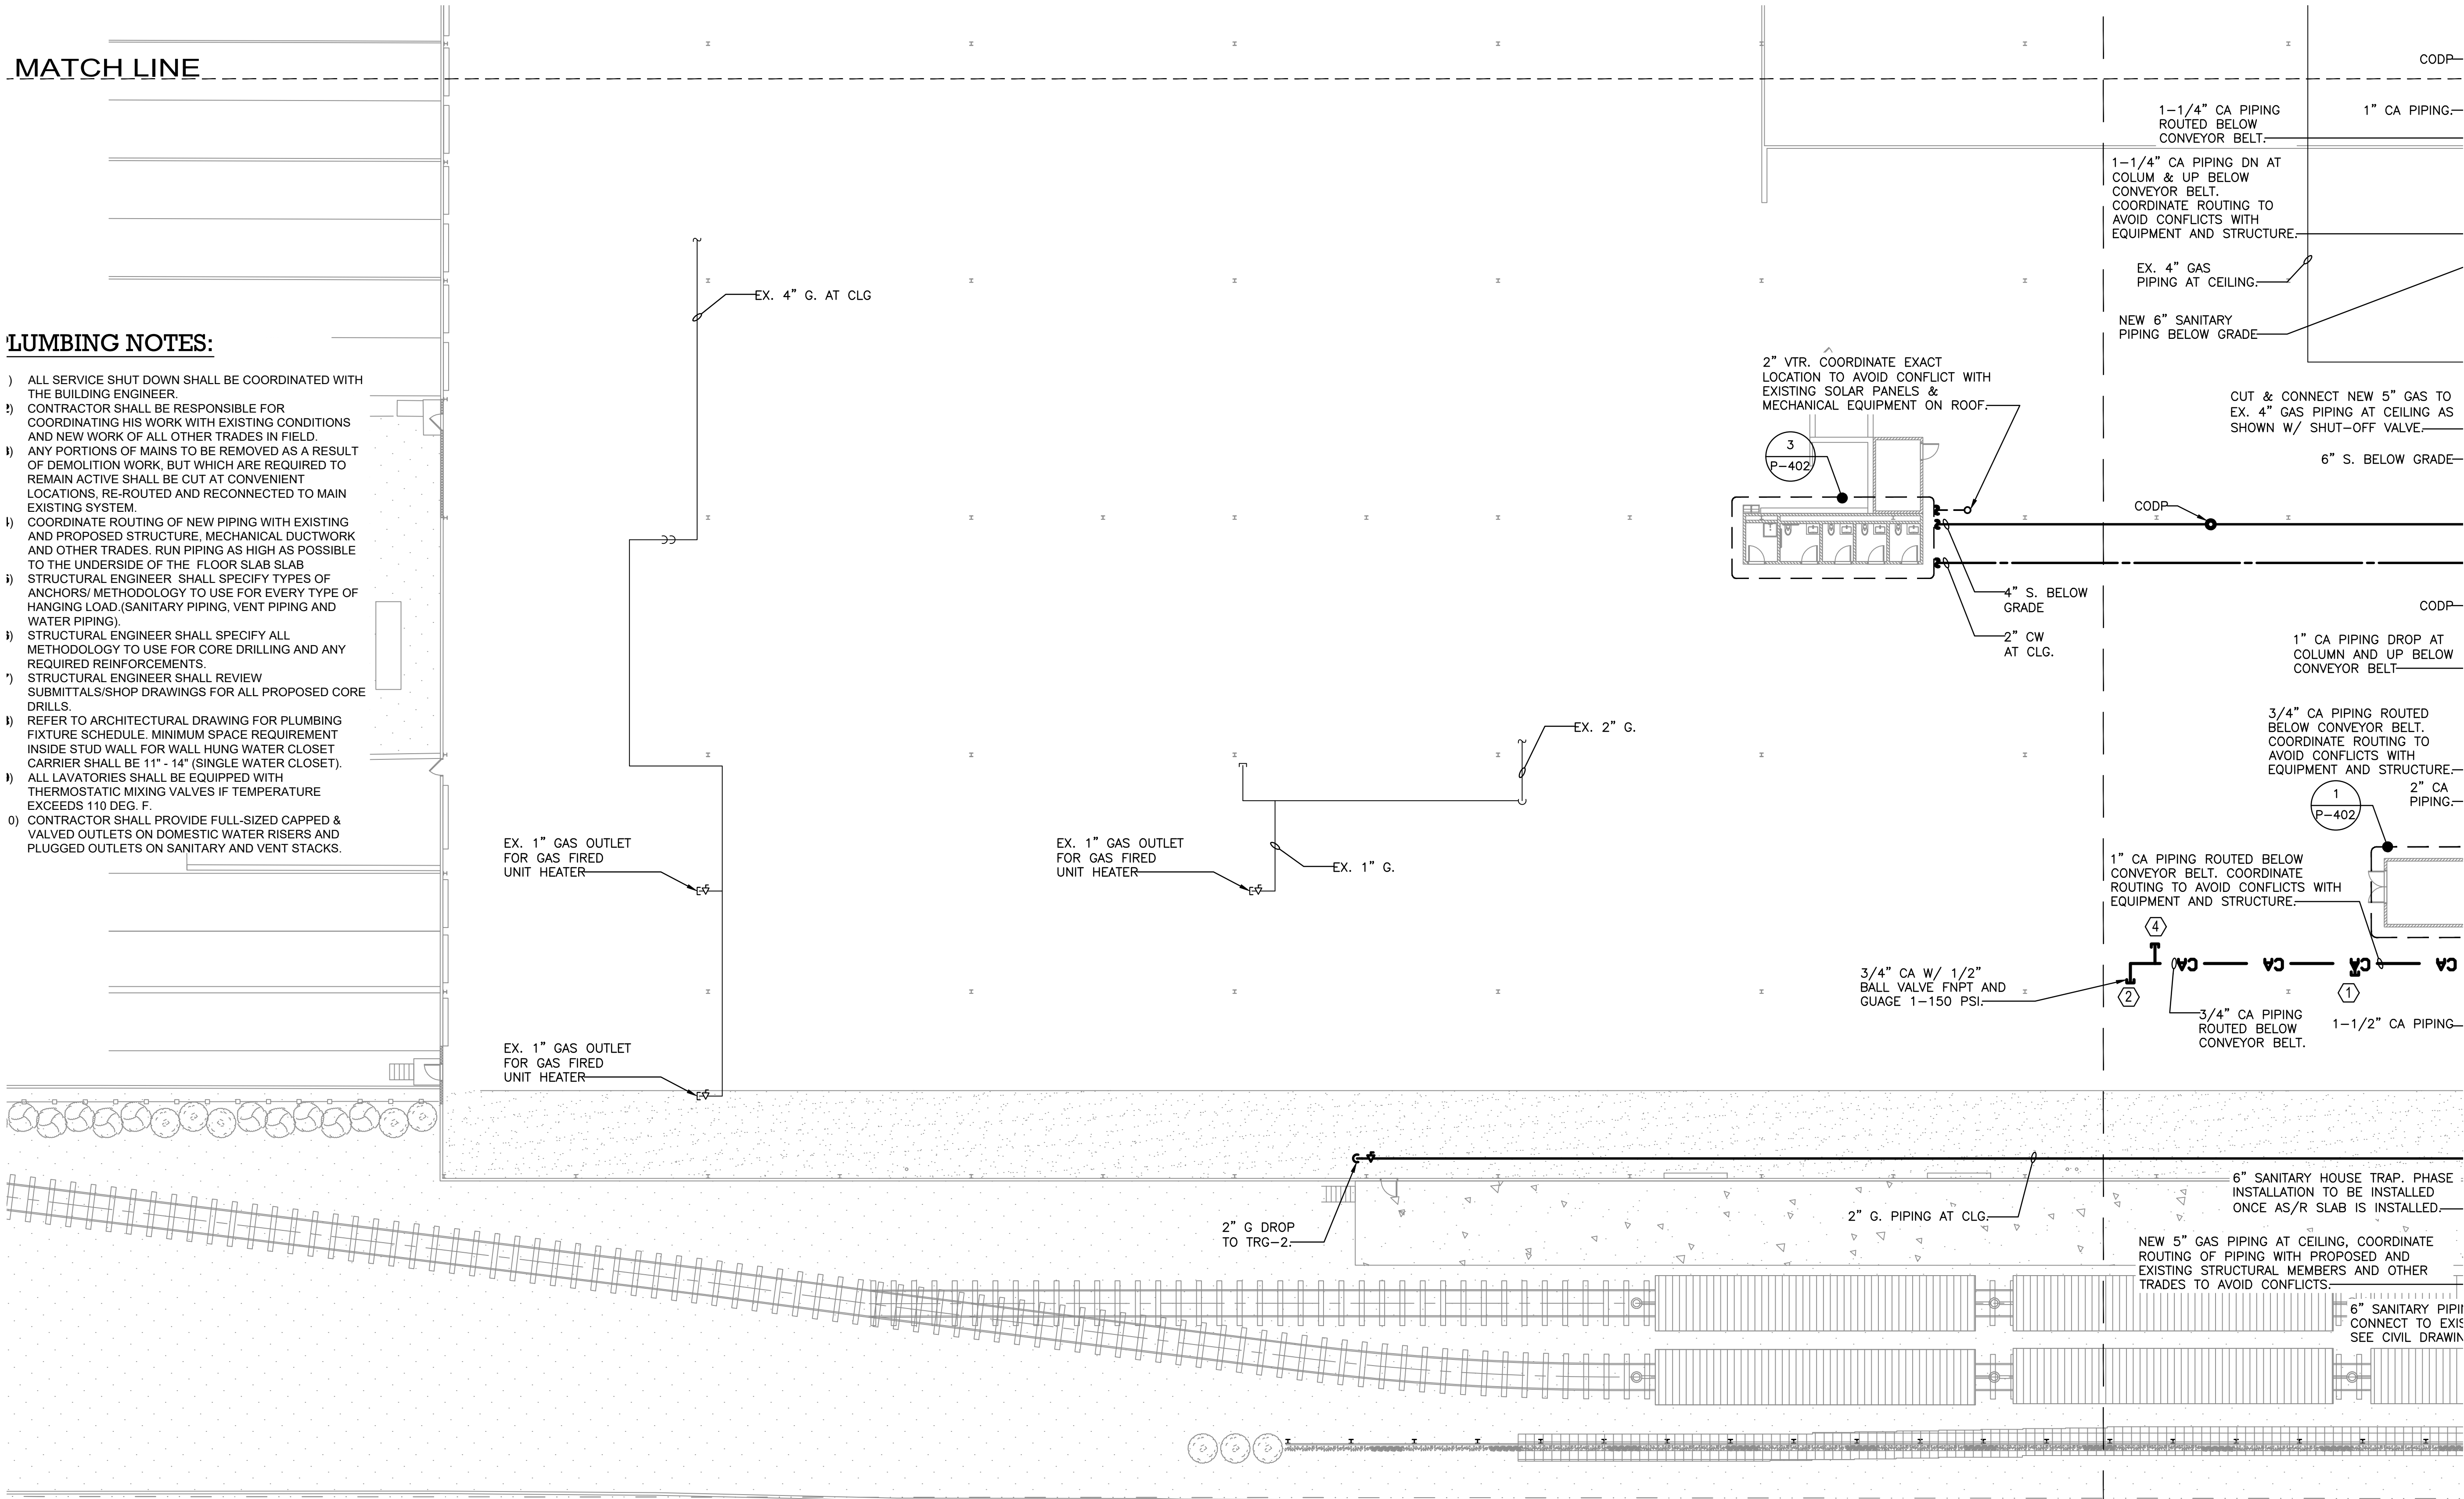 MATCH LINE
LUMBING NOTES:
) ALL SERVICE SHUT DOWN SHALL BE COORDINATED WITH
THE BUILDING ENGINEER.
) CONTRACTOR SHALL BE RESPONSIBLE FOR
COORDINATING HIS WORK WITH EXISTING CONDITIONS
AND NEW WORK OF ALL OTHER TRADES IN FIELD.
) ANY PORTIONS OF MAINS TO BE REMOVED AS A RESULT
OF DEMOLITION WORK, BUT WHICH ARE REQUIRED TO
REMAIN ACTIVE SHALL BE CUT AT CONVENIENT
LOCATIONS, RE-ROUTED AND RECONNECTED TO MAIN
EXISTING SYSTEM.
) COORDINATE ROUTING OF NEW PIPING WITH EXISTING
AND PROPOSED STRUCTURE, MECHANICAL DUCTWORK
AND OTHER TRADES. RUN PIPING AS HIGH AS POSSIBLE
TO THE UNDERSIDE OF THE FLOOR SLAB SLAB
) STRUCTURAL ENGINEER SHALL SPECIFY TYPES OF
ANCHORS/ METHODOLOGY TO USE FOR EVERY TYPE OF
HANGING LOAD.(SANITARY PIPING, VENT PIPING AND
WATER PIPING).
) STRUCTURAL ENGINEER SHALL SPECIFY ALL
METHODOLOGY TO USE FOR CORE DRILLING AND ANY
REQUIRED REINFORCEMENTS.
) STRUCTURAL ENGINEER SHALL REVIEW
SUBMITTALS/SHOP DRAWINGS FOR ALL PROPOSED CORE
DRILLS.
) REFER TO ARCHITECTURAL DRAWING FOR PLUMBING
FIXTURE SCHEDULE. MINIMUM SPACE REQUIREMENT
INSIDE STUD WALL FOR WALL HUNG WATER CLOSET
CARRIER SHALL BE 11" - 14" (SINGLE WATER CLOSET).
) ALL LAVATORIES SHALL BE EQUIPPED WITH
THERMOSTATIC MIXING VALVES IF TEMPERATURE
EXCEEDS 110 DEG. F.
0) CONTRACTOR SHALL PROVIDE FULL-SIZED CAPPED &
VALVED OUTLETS ON DOMESTIC WATER RISERS AND
PLUGGED OUTLETS ON SANITARY AND VENT STACKS.
EX. 4" G. AT CLG
EX. 1" GAS OUTLET
FOR GAS FIRED
UNIT HEATER
EX. 1" GAS OUTLET
FOR GAS FIRED
UNIT HEATER
EX. 1" GAS OUTLET
FOR GAS FIRED
UNIT HEATER
EX. 1" G.
EX. 2" G.
2" VTR. COORDINATE EXACT
LOCATION TO AVOID CONFLICT WITH
EXISTING SOLAR PANELS &
MECHANICAL EQUIPMENT ON ROOF.
3
P-402
4" S. BELOW
GRADE
2" CW
AT CLG.
3/4" CA W/ 1/2"
BALL VALVE FNPT AND
GUAGE 1-150 PSI.
2" G DROP
TO TRG-2.
2" G. PIPING AT CLG.
CODP
1-1/4" CA PIPING
ROUTED BELOW
CONVEYOR BELT.
1" CA PIPING.
1-1/4" CA PIPING DN AT
COLUM & UP BELOW
CONVEYOR BELT.
COORDINATE ROUTING TO
AVOID CONFLICTS WITH
EQUIPMENT AND STRUCTURE.
EX. 4" GAS
PIPING AT CEILING.
NEW 6" SANITARY
PIPING BELOW GRADE
CUT & CONNECT NEW 5" GAS TO
EX. 4" GAS PIPING AT CEILING AS
SHOWN W/ SHUT-OFF VALVE.
6" S. BELOW GRADE
CODP
CODP
1" CA PIPING DROP AT
COLUMN AND UP BELOW
CONVEYOR BELT
3/4" CA PIPING ROUTED
BELOW CONVEYOR BELT.
COORDINATE ROUTING TO
AVOID CONFLICTS WITH
EQUIPMENT AND STRUCTURE.
2" CA
PIPING.
1
P-402
1" CA PIPING ROUTED BELOW
CONVEYOR BELT. COORDINATE
ROUTING TO AVOID CONFLICTS WITH
EQUIPMENT AND STRUCTURE.
4
CA CA CA CA
2
1
3/4" CA PIPING
ROUTED BELOW
CONVEYOR BELT.
1-1/2" CA PIPING
6" SANITARY HOUSE TRAP. PHASE
INSTALLATION TO BE INSTALLED
ONCE AS/R SLAB IS INSTALLED.
NEW 5" GAS PIPING AT CEILING, COORDINATE
ROUTING OF PIPING WITH PROPOSED AND
EXISTING STRUCTURAL MEMBERS AND OTHER
TRADES TO AVOID CONFLICTS.
6" SANITARY PIPI
CONNECT TO EXIS
SEE CIVIL DRAWIN